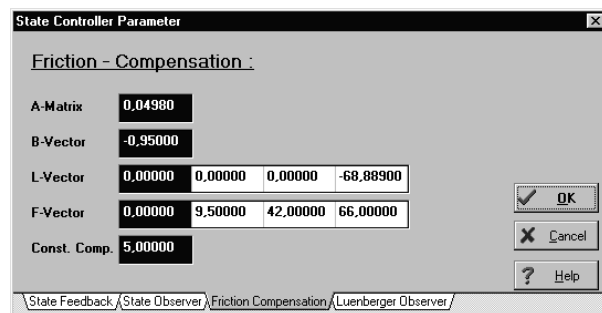 State Controller Parameter
Friction - Compensation :
A-Matrix 0,04980
B-Vector -0,95000
L-Vector 0,00000 0,00000 0,00000 -68,88900
F-Vector 0,00000 9,50000 42,00000 66,00000
Const. Comp. 5,00000
OK
Cancel
Help
State Feedback State Observer Friction Compensation Luenberger Observer